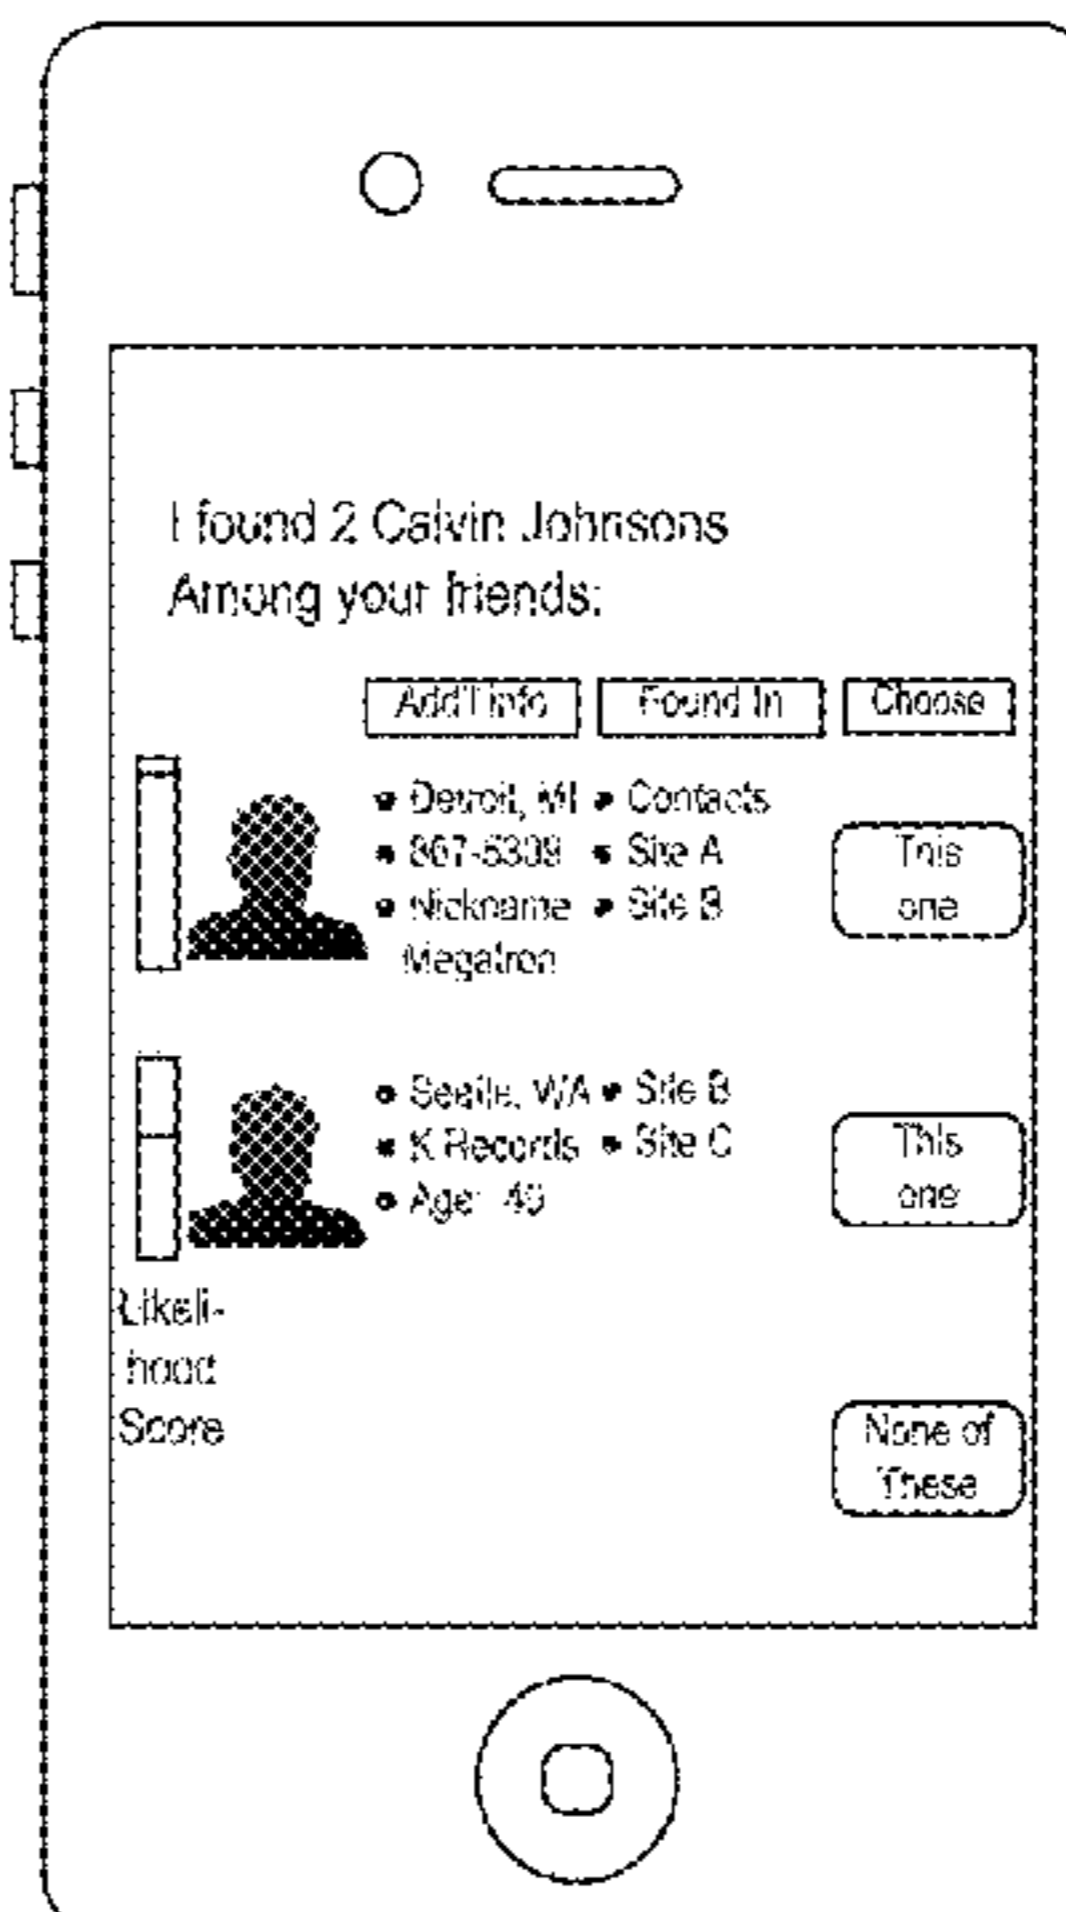 I found 2 Calvin Johnsons
Among your friends:
Add'l info Found In Choose
• Detroit, MI • Contacts
• 867-5309 • Site A
• Nickname • Site B
Megatron
This
one
• Seattle, WA • Site B
• K Records • Site C
• Age: 49
This
one
Likeli-
hood
Score
None of
These